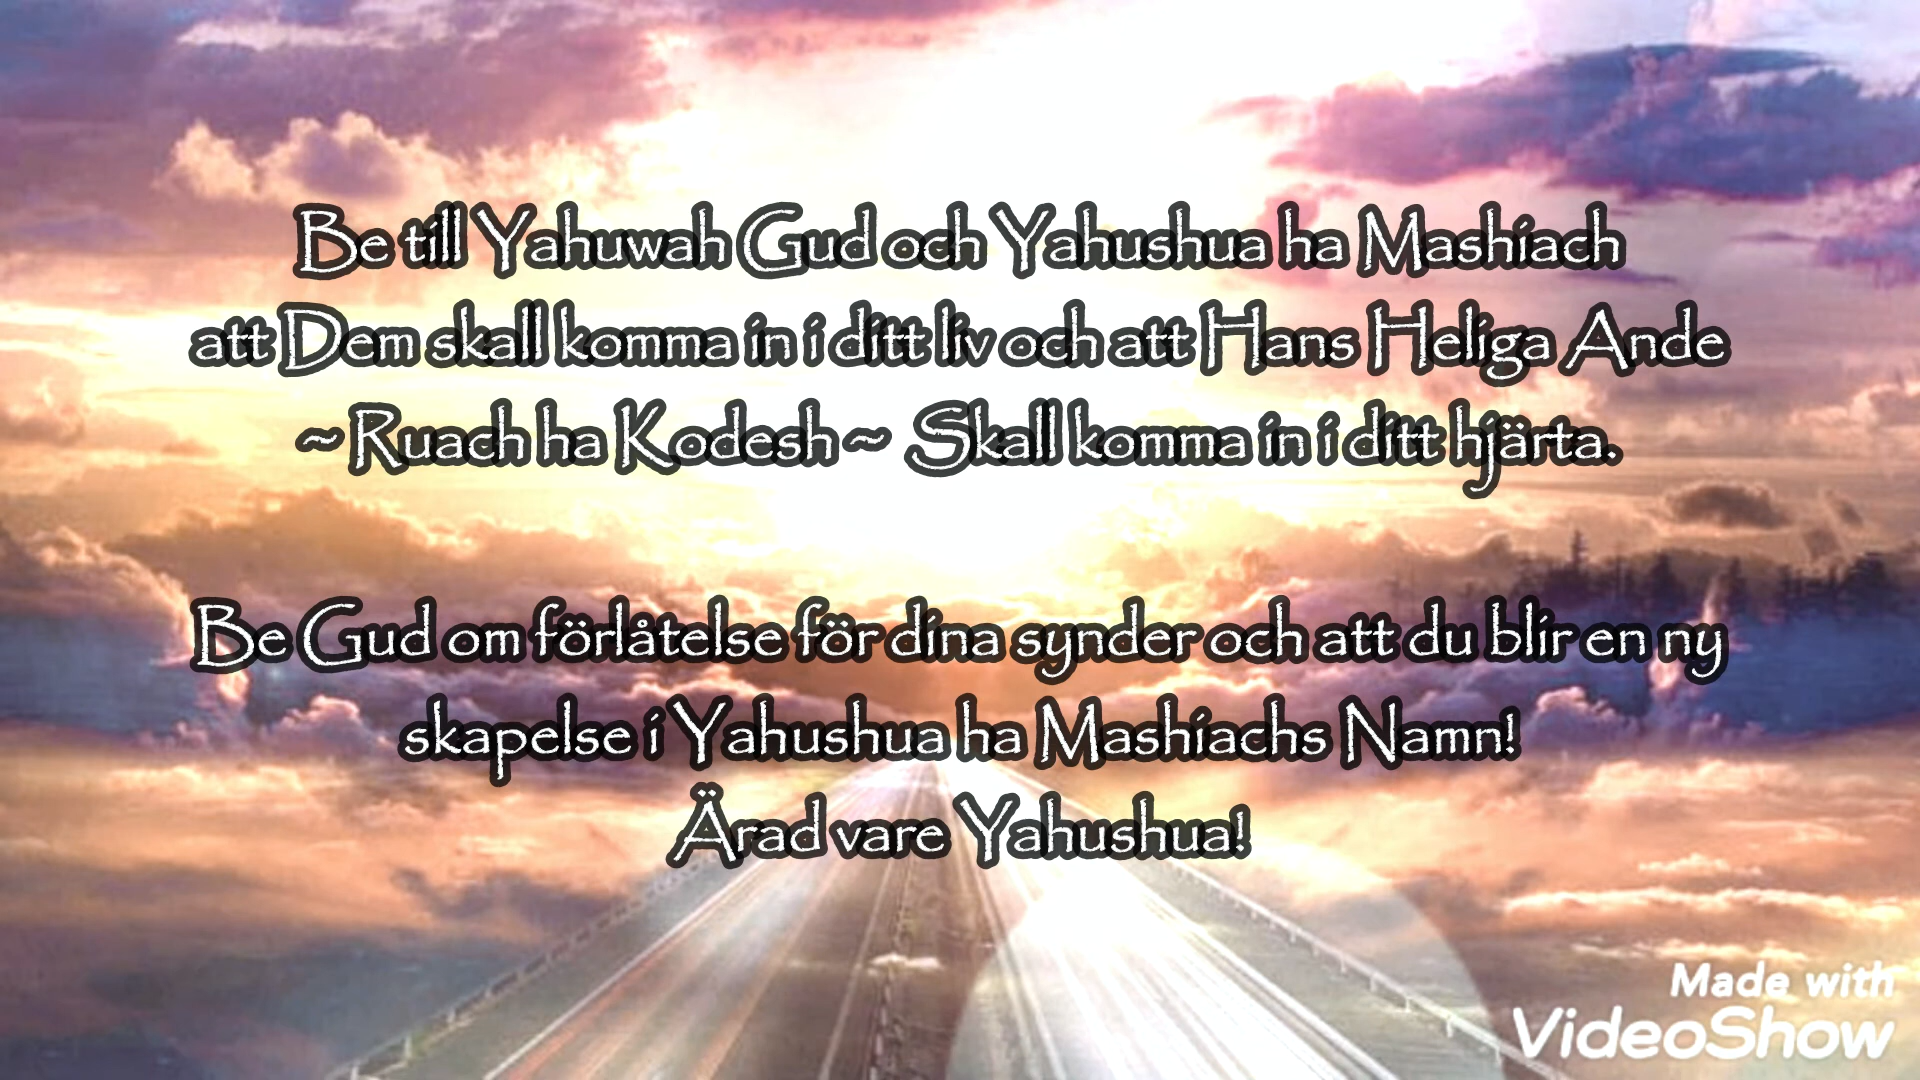 Be till Yahuwah Gud och Yahushua ha Mashiach
att Dem skall komma in i ditt liv och att Hans Heliga Ande
~ Ruach ha Kodesh ~ Skall komma in i ditt hjärta.
Be Gud om förlåtelse för dina synder och att du blir en ny
skapelse i Yahushua ha Mashiachs Namn!
Ärad vare Yahushua!
Made with
VideoShow